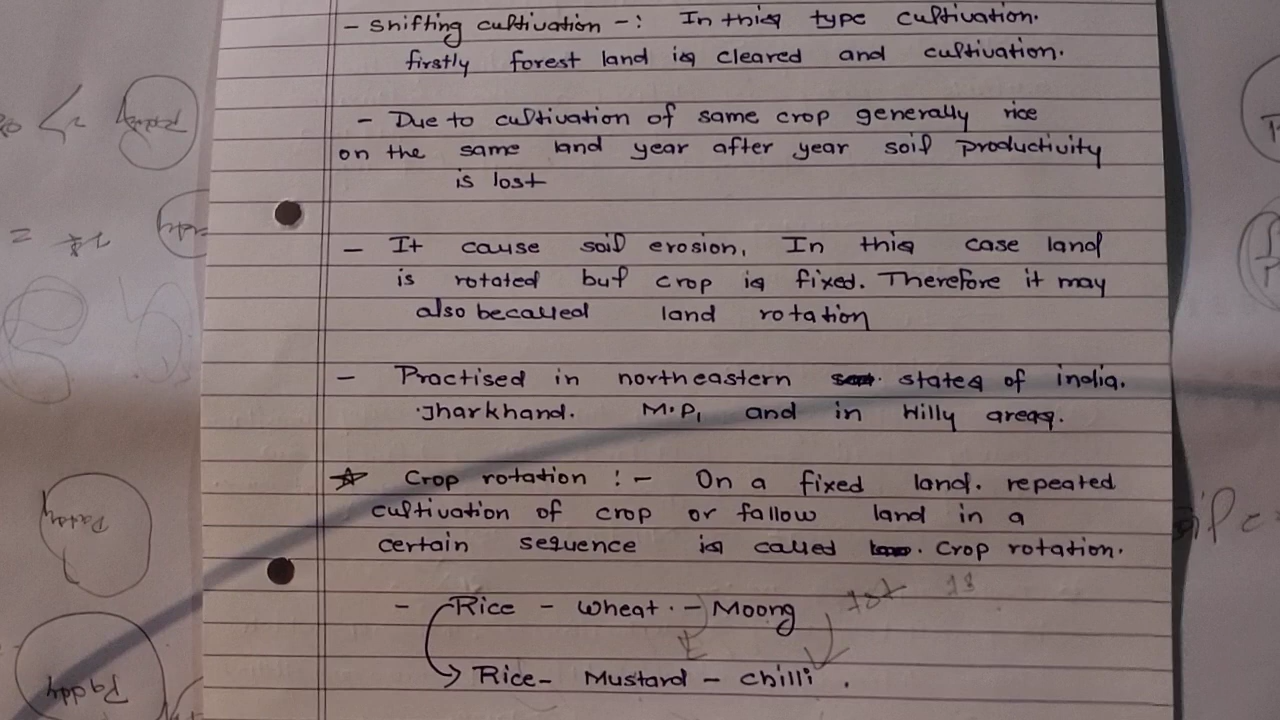 - Shifting cultivation -: In this type cultivation.
firstly forest land is cleared and cultivation.
- Due to cultivation of same crop generally rice
on the same land year after year soil productivity
is lost
- It cause soil erosion, In this case land
is rotated but crop is fixed. Therefore it may
also becalled land rotation
- Practised in northeastern states of india.
Jharkhand. M.P, and in Hilly areas.
☆ Crop rotation :- On a fixed land. repeated
cultivation of crop or fallow land in a
certain sequence is called crop rotation.
- Rice - wheat. - Moong
1st
Rice - Mustard - chilli.
Paddy
Paddy
Paddy